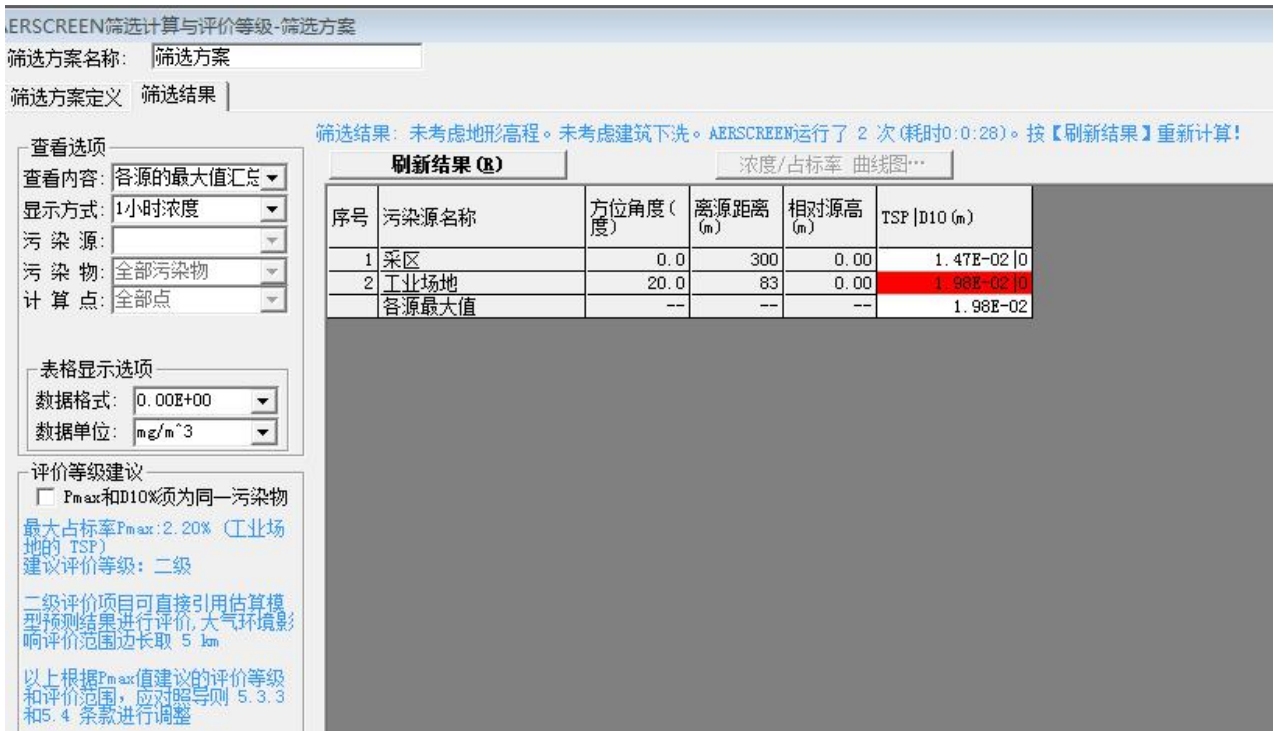 AERSCREEN筛选计算与评价等级-筛选方案
筛选方案名称: 筛选方案
筛选方案定义 筛选结果
筛选结果: 未考虑地形高程。未考虑建筑下洗。AERSCREEN运行了 2 次(耗时0:0:28)。按【刷新结果】重新计算!
查看选项
查看内容: 各源的最大值汇总
显示方式: 1小时浓度
污 染 源:
污 染 物: 全部污染物
计 算 点: 全部点
刷新结果(R) 浓度/占标率 曲线图…
序号 污染源名称 方位角度(度) 离源距离(m) 相对源高(m) TSP|D10(m)
1 采区 0.0 300 0.00 1.47E-02|0
2 工业场地 20.0 83 0.00 1.98E-02|0
各源最大值 -- -- -- 1.98E-02
表格显示选项
数据格式: 0.00E+00
数据单位: mg/m^3
评价等级建议
Pmax和D10%须为同一污染物
最大占标率Pmax:2.20% (工业场
地的 TSP)
建议评价等级: 二级
二级评价项目可直接引用估算模
型预测结果进行评价,大气环境影
响评价范围边长取 5 km
以上根据Pmax值建议的评价等级
和评价范围,应对照导则 5.3.3
和5.4 条款进行调整